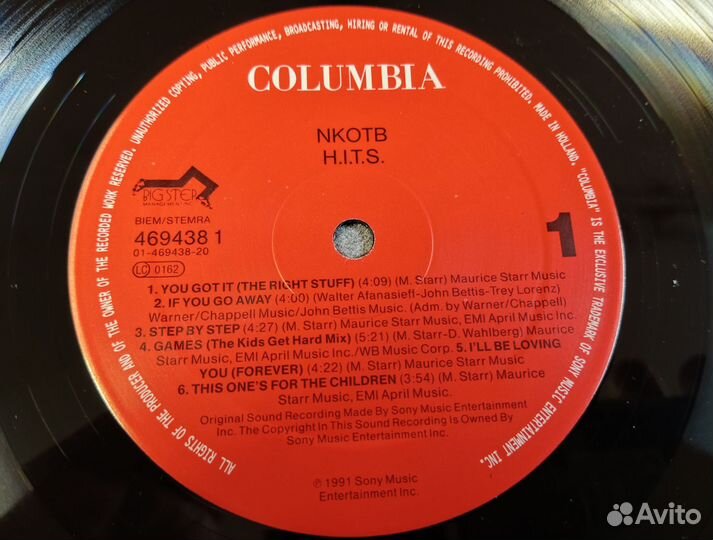 ALL RIGHTS OF THE PRODUCER AND OF THE OWNER OF THE RECORDED WORK RESERVED. UNAUTHORIZED COPYING, PUBLIC PERFORMANCE, BROADCASTING, HIRING OR RENTAL OF THIS RECORDING PROHIBITED. MADE IN HOLLAND. "COLUMBIA" IS THE EXCLUSIVE TRADEMARK OF SONY MUSIC ENTERTAINMENT INC.
COLUMBIA
NKOTB
H.I.T.S.
BIG STEP
MANAGEMENT INC.
BIEM/STEMRA
469438 1
01-469438-20
LC 0162
1
1. YOU GOT IT (THE RIGHT STUFF) (4:09) (M. Starr) Maurice Starr Music
2. IF YOU GO AWAY (4:00) (Walter Afanasieff-John Bettis-Trey Lorenz)
Warner/Chappell Music/John Bettis Music. (Adm. by Warner/Chappell)
3. STEP BY STEP (4:27) (M. Starr) Maurice Starr Music, EMI April Music Inc.
4. GAMES (The Kids Get Hard Mix) (5:21) (M. Starr-D. Wahlberg) Maurice
Starr Music, EMI April Music Inc./WB Music Corp. 5. I'LL BE LOVING
YOU (FOREVER) (4:22) (M. Starr) Maurice Starr Music
6. THIS ONE'S FOR THE CHILDREN (3:54) (M. Starr) Maurice
Starr Music, EMI April Music.
Original Sound Recording Made By Sony Music Entertainment
Inc. The Copyright In This Sound Recording is Owned By
Sony Music Entertainment Inc.
℗ 1991 Sony Music
Entertainment Inc.
Avito